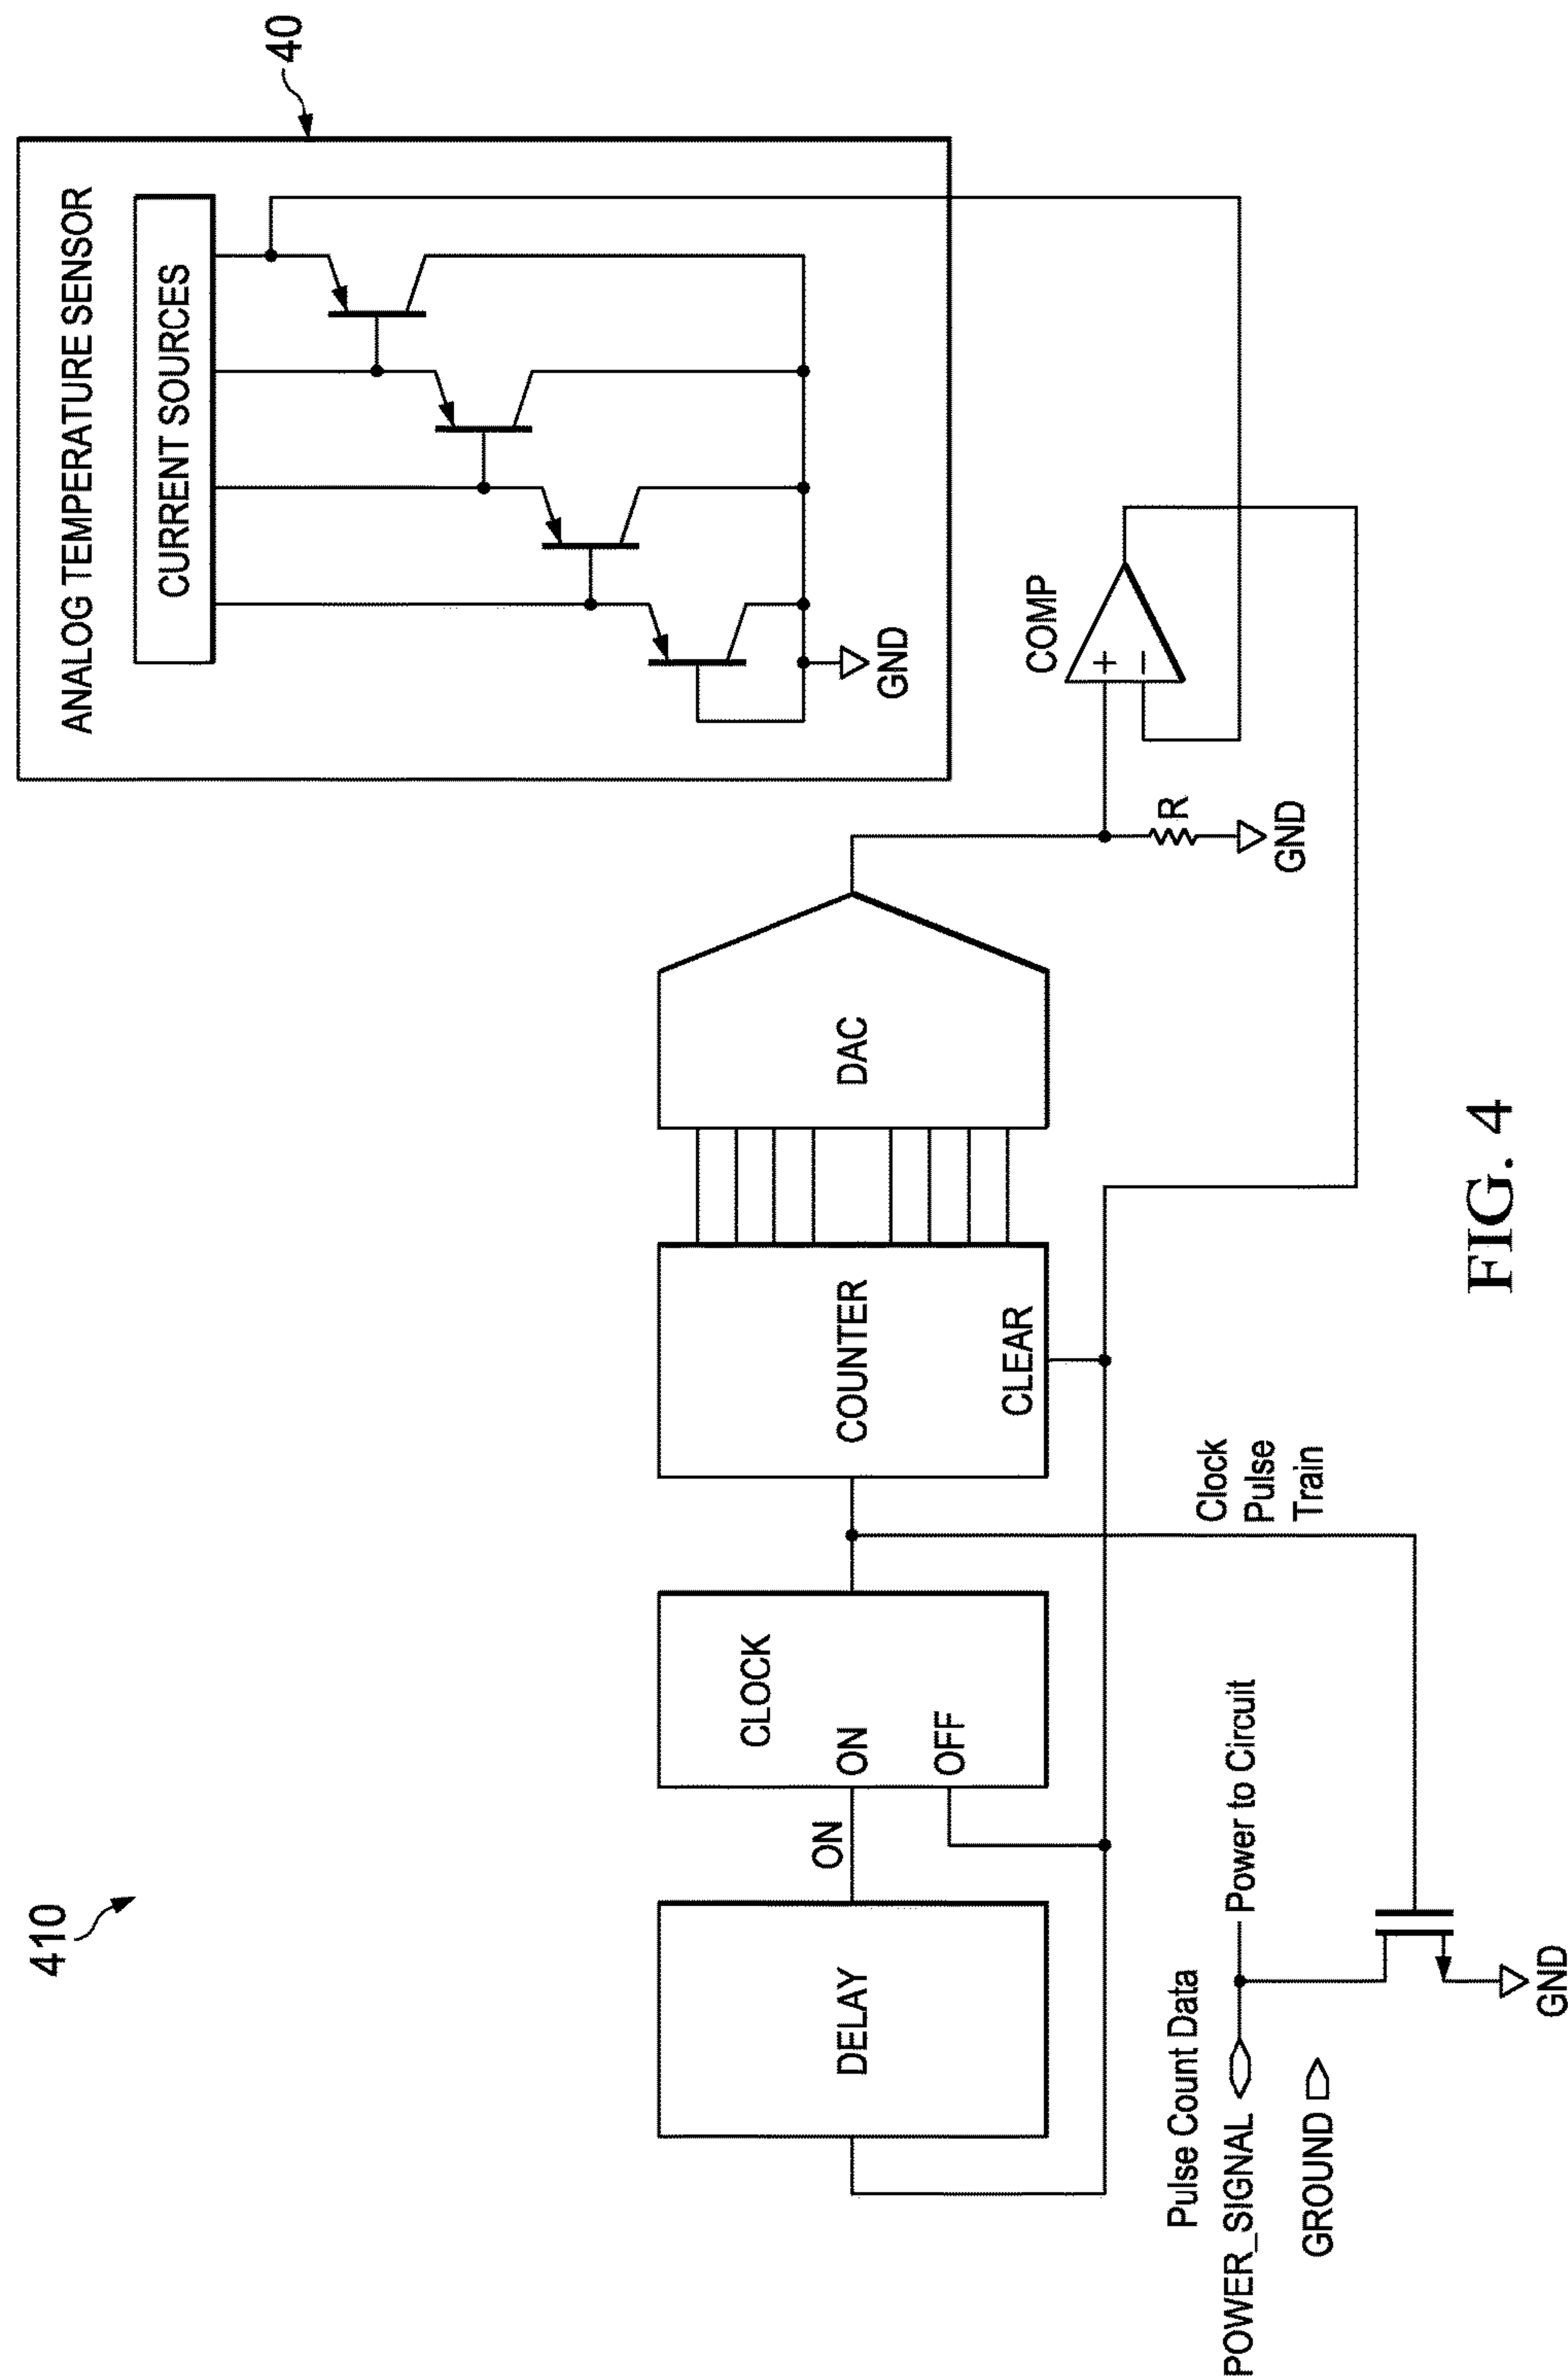 410
40
ANALOG TEMPERATURE SENSOR
CURRENT SOURCES
GND
DELAY
ON
CLOCK
ON
OFF
COUNTER
CLEAR
DAC
COMP
+
−
R
GND
Clock
Pulse
Train
Pulse Count Data
POWER_SIGNAL
Power to Circuit
GROUND
GND
FIG. 4